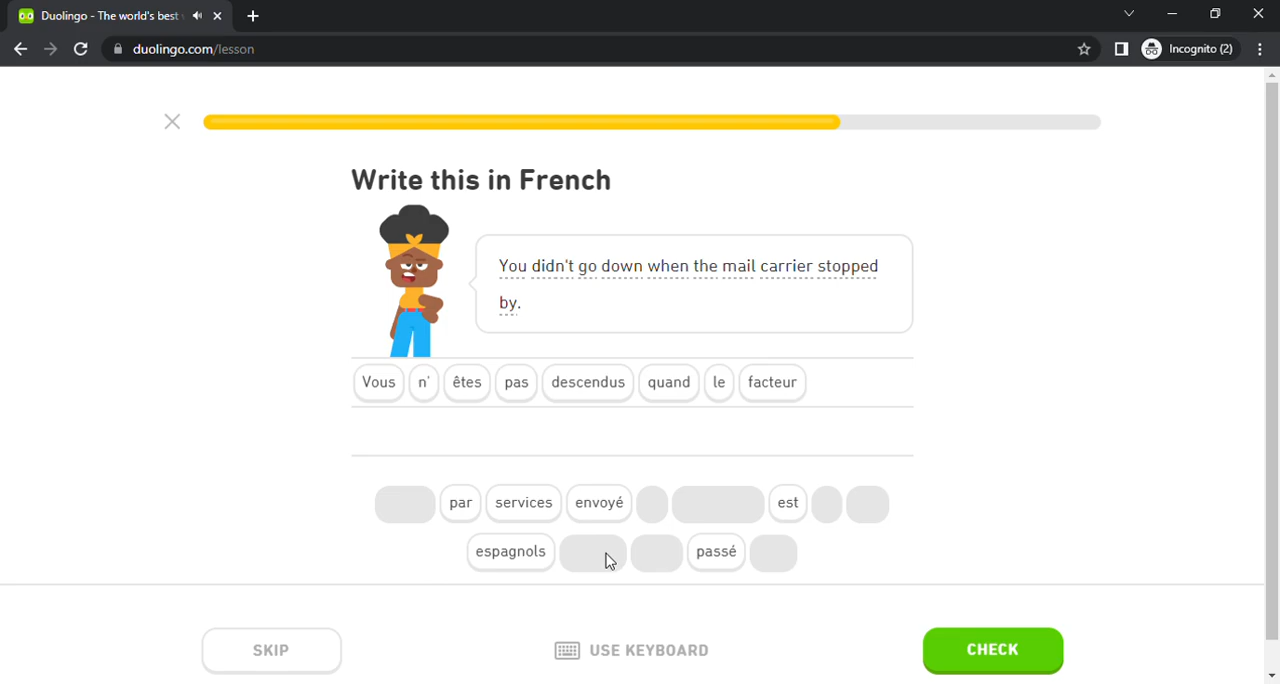 Duolingo - The world's best
duolingo.com/lesson
Incognito (2)
Write this in French
You didn't go down when the mail carrier stopped
by.
Vous n' êtes pas descendus quand le facteur
par services envoyé est
espagnols passé
SKIP USE KEYBOARD CHECK